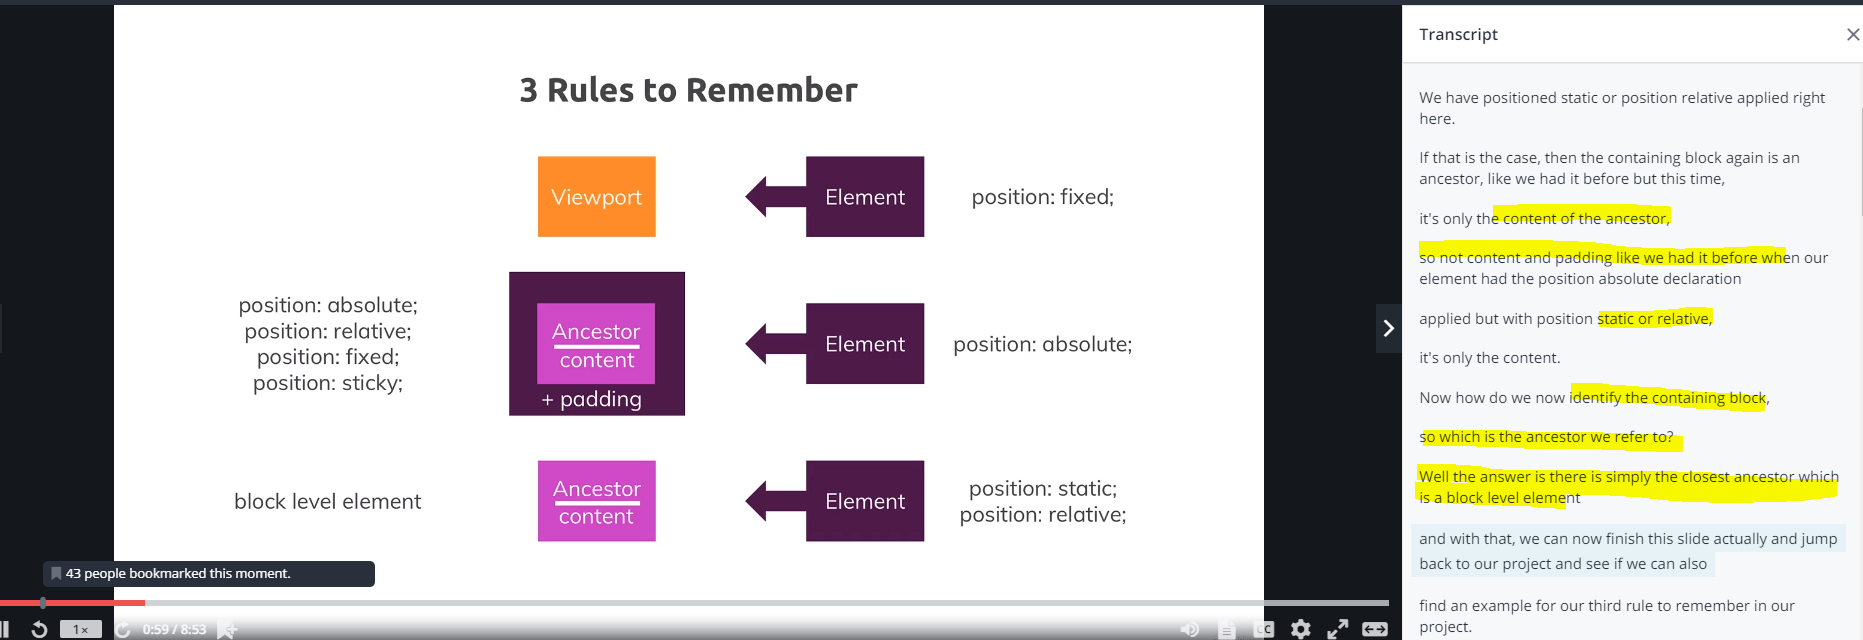 3 Rules to Remember
Viewport
Element
position: fixed;
position: absolute;
position: relative;
position: fixed;
position: sticky;
Ancestor
content
+ padding
Element
position: absolute;
block level element
Ancestor
content
Element
position: static;
position: relative;
43 people bookmarked this moment.
1x
0:59 / 8:53
CC
Transcript
We have positioned static or position relative applied right
here.
If that is the case, then the containing block again is an
ancestor, like we had it before but this time,
it's only the content of the ancestor,
so not content and padding like we had it before when our
element had the position absolute declaration
applied but with position static or relative,
it's only the content.
Now how do we now identify the containing block,
so which is the ancestor we refer to?
Well the answer is there is simply the closest ancestor which
is a block level element
and with that, we can now finish this slide actually and jump
back to our project and see if we can also
find an example for our third rule to remember in our
project.